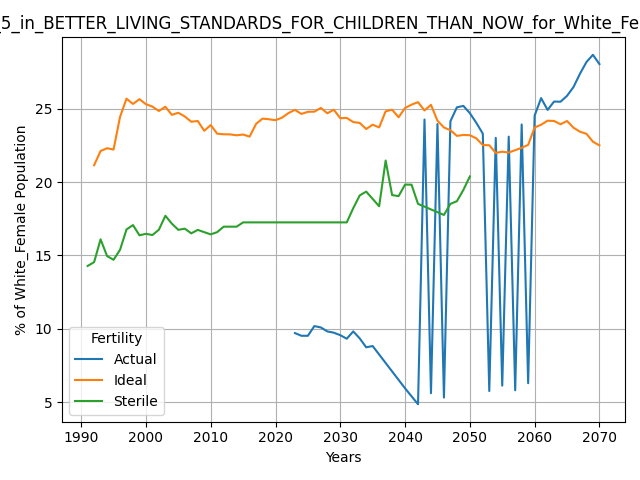 _5_in_BETTER_LIVING_STANDARDS_FOR_CHILDREN_THAN_NOW_for_White_Fe
% of White_Female Population
25
20
15
10
5
Fertility
Actual
Ideal
Sterile
1990 2000 2010 2020 2030 2040 2050 2060 2070
Years